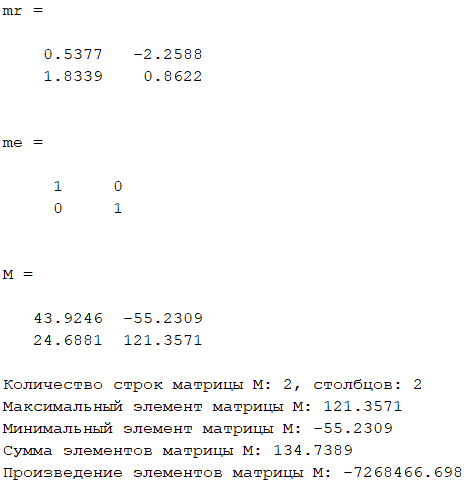 mr =
0.5377 -2.2588
1.8339 0.8622
me =
1 0
0 1
M =
43.9246 -55.2309
24.6881 121.3571
Количество строк матрицы M: 2, столбцов: 2
Максимальный элемент матрицы M: 121.3571
Минимальный элемент матрицы M: -55.2309
Сумма элементов матрицы M: 134.7389
Произведение элементов матрицы M: -7268466.698